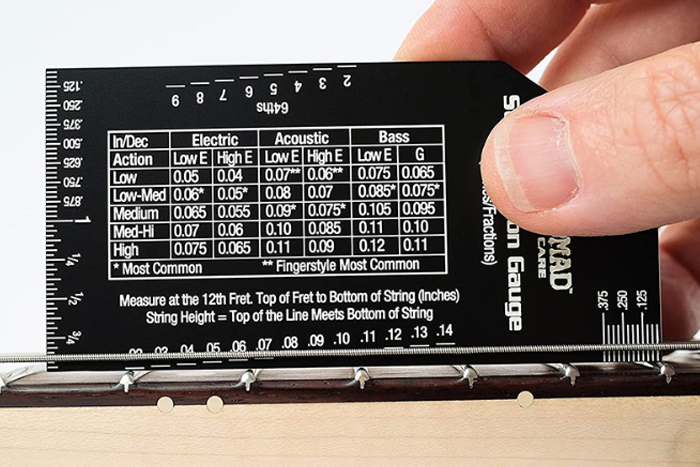 2 3 4 5 6 7 8 9
64ths
.125
.250
.375
.500
.625
.750
.875
1
1/4
1/2
3/4
In/Dec Electric Acoustic Bass
Action Low E High E Low E High E Low E G
Low 0.05 0.04 0.07** 0.06** 0.075 0.065
Low-Med 0.06* 0.05* 0.08 0.07 0.085* 0.075*
Medium 0.065 0.055 0.09* 0.075* 0.105 0.095
Med-Hi 0.07 0.06 0.10 0.085 0.11 0.10
High 0.075 0.065 0.11 0.09 0.12 0.11
* Most Common ** Fingerstyle Most Common
Measure at the 12th Fret. Top of Fret to Bottom of String (Inches)
String Height = Top of the Line Meets Bottom of String
.04 .05 .06 .07 .08 .09 .10 .11 .12 .13 .14
on Gauge
/Fractions)
MAD™
CARE
.375 .250 .125